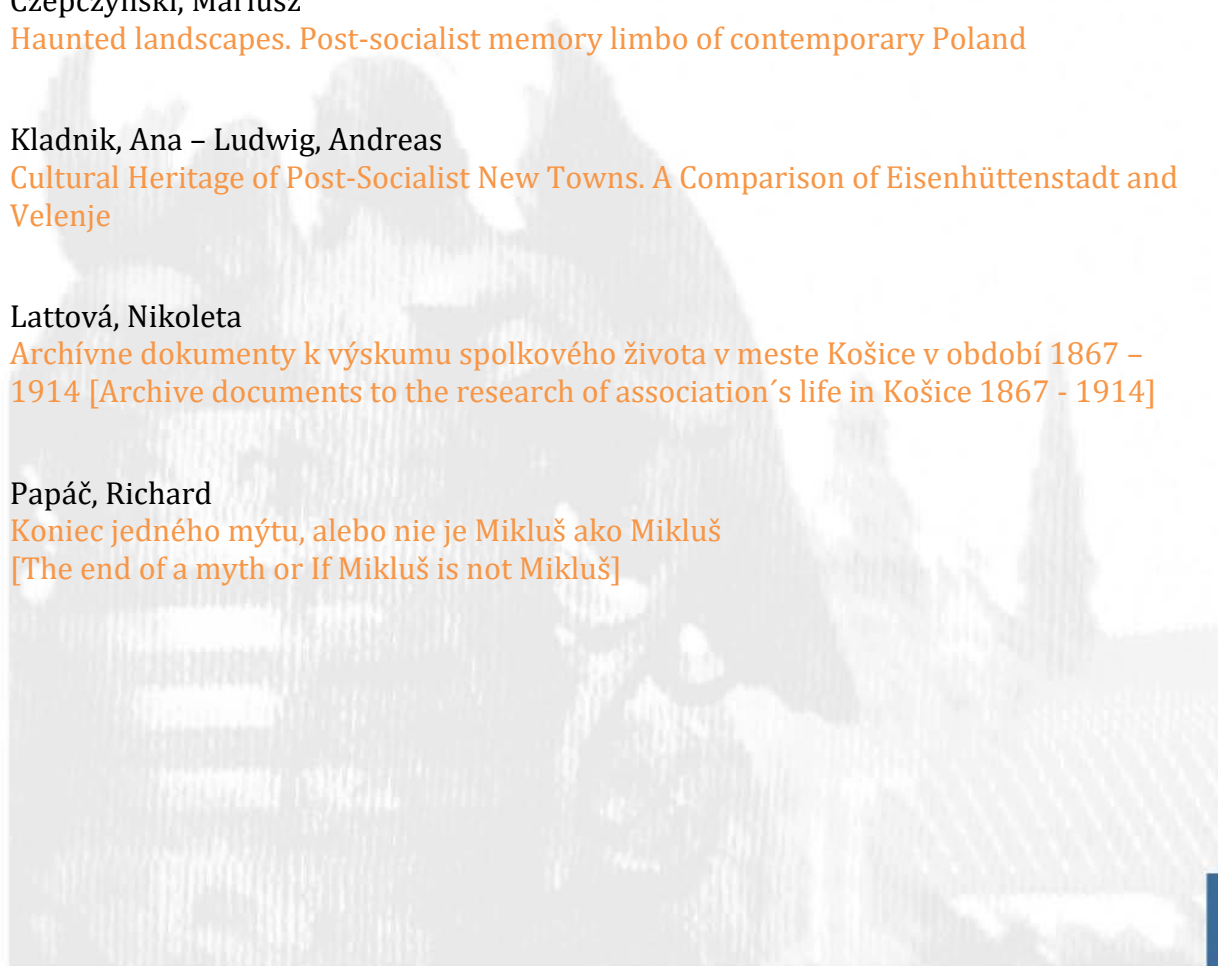 Czepczyński, Mariusz
Haunted landscapes. Post-socialist memory limbo of contemporary Poland
Kladnik, Ana – Ludwig, Andreas
Cultural Heritage of Post-Socialist New Towns. A Comparison of Eisenhüttenstadt and
Velenje
Lattová, Nikoleta
Archívne dokumenty k výskumu spolkového života v meste Košice v období 1867 –
1914 [Archive documents to the research of association´s life in Košice 1867 - 1914]
Papáč, Richard
Koniec jedného mýtu, alebo nie je Mikluš ako Mikluš
[The end of a myth or If Mikluš is not Mikluš]